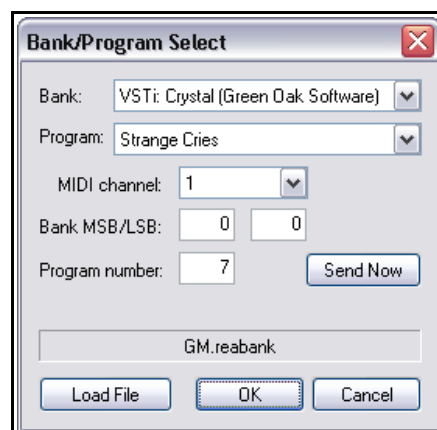 Bank/Program Select
Bank: VSTi: Crystal (Green Oak Software)
Program: Strange Cries
MIDI channel: 1
Bank MSB/LSB: 0 0
Program number: 7 Send Now
GM.reabank
Load File OK Cancel